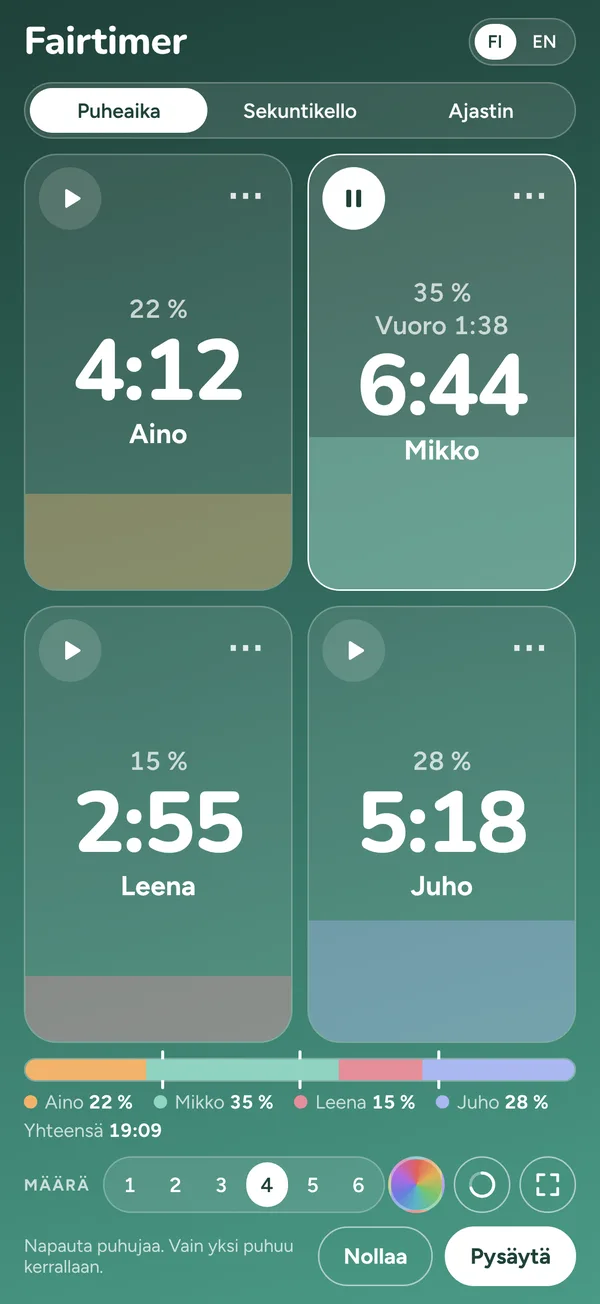 Fairtimer
FI EN
Puheaika Sekuntikello Ajastin
22 %
4:12
Aino
35 %
Vuoro 1:38
6:44
Mikko
15 %
2:55
Leena
28 %
5:18
Juho
Aino 22 % Mikko 35 % Leena 15 % Juho 28 %
Yhteensä 19:09
MÄÄRÄ 1 2 3 4 5 6
Napauta puhujaa. Vain yksi puhuu
kerrallaan.
Nollaa Pysäytä